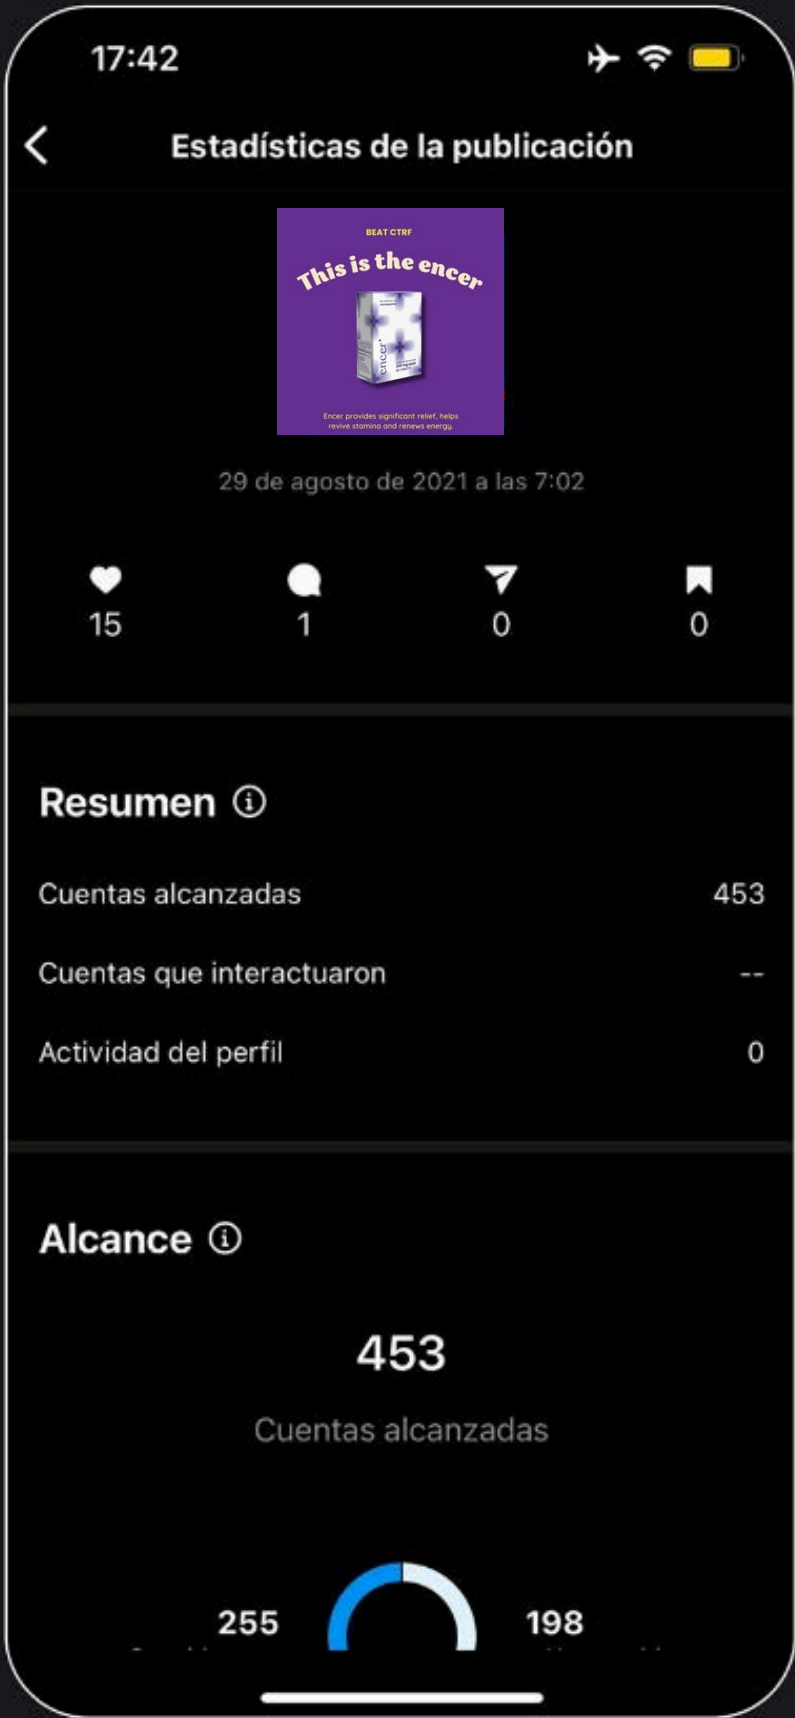 17:42
Estadísticas de la publicación
BEAT CTRF
This is the encer
encer
Encer provides significant relief, helps
revive stamina and renews energy.
29 de agosto de 2021 a las 7:02
15
1
0
0
Resumen
Cuentas alcanzadas
453
Cuentas que interactuaron
--
Actividad del perfil
0
Alcance
453
Cuentas alcanzadas
255
198